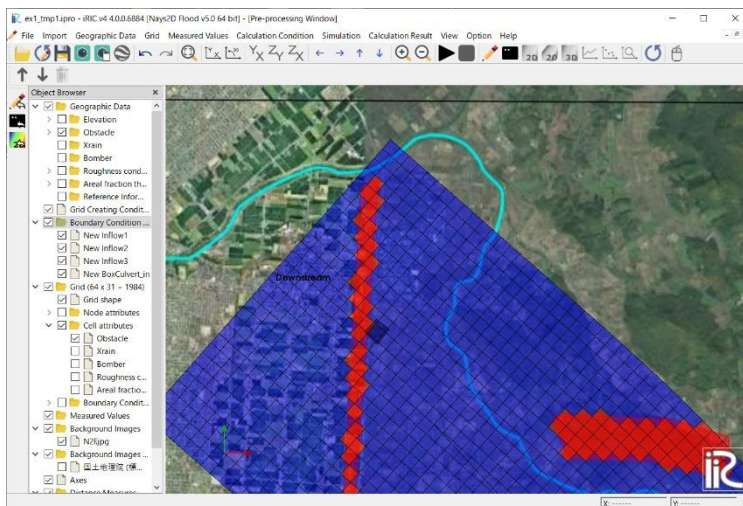 ex1_tmp1.ipro - iRIC v4 4.0.0.6884 [Nays2D Flood v5.0 64 bit] - [Pre-processing Window]
File Import Geographic Data Grid Measured Values Calculation Condition Simulation Calculation Result View Option Help
Object Browser
Geographic Data
Elevation
Obstacle
Xrain
Bomber
Roughness cond...
Areal fraction th...
Reference Infor...
Grid Creating Condit...
Boundary Condition
New Inflow1
New Inflow2
New Inflow3
New BoxCulvert_in
Grid (64 x 31 = 1984)
Grid shape
Node attributes
Cell attributes
Obstacle
Xrain
Bomber
Roughness c...
Areal fractio...
Boundary Condit...
Measured Values
Background Images
N26jpg
Background Images ...
国土地理院 (標...
Axes
Distance Measures
Downstream
iRIC
X: ------
Y: ------